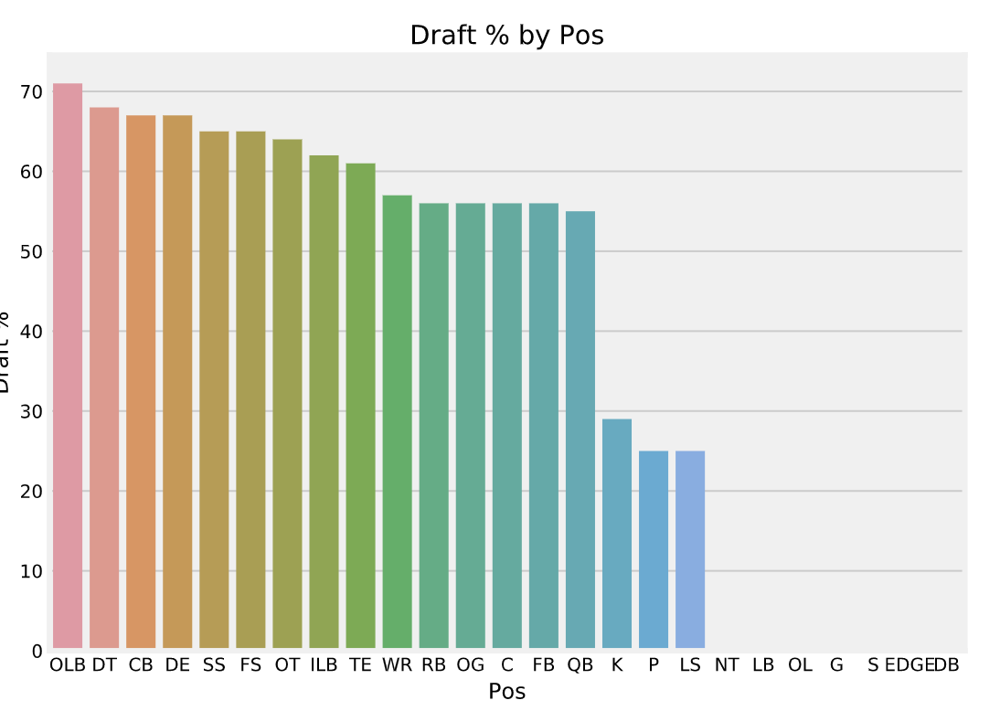 Draft % by Pos
70
60
50
40
30
20
10
0
Draft %
OLB DT CB DE SS FS OT ILB TE WR RB OG C FB QB K P LS NT LB OL G S EDGE DB
Pos